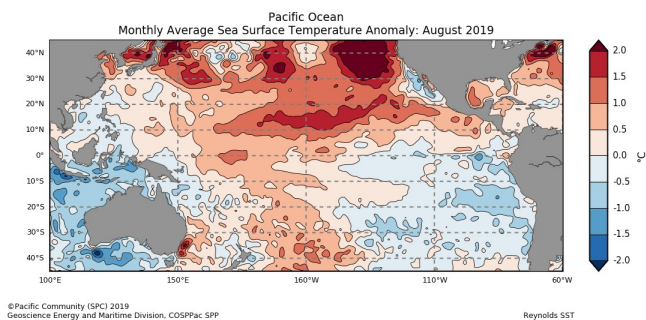 Pacific Ocean
Monthly Average Sea Surface Temperature Anomaly: August 2019
40°N
30°N
20°N
10°N
0°
10°S
20°S
30°S
40°S
100°E
150°E
160°W
110°W
60°W
2.0
1.5
1.0
0.5
0.0
-0.5
-1.0
-1.5
-2.0
°C
©Pacific Community (SPC) 2019
Geoscience Energy and Maritime Division, COSPPac SPP
Reynolds SST